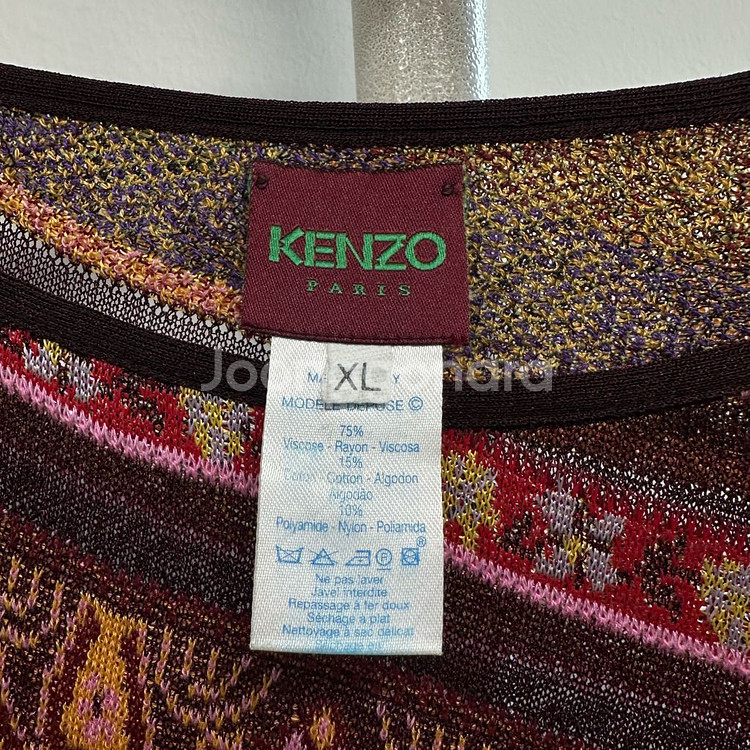 KENZO
PARIS
XL
MODELE DEPOSE ©
75%
Viscose - Rayon - Viscosa
15%
Coton - Cotton - Algodon
Algodão
10%
Polyamide - Nylon - Poliamida
®
Ne pas laver
Javel interdite
Repassage à fer doux
Séchage à plat
Nettoyage à sec délicat